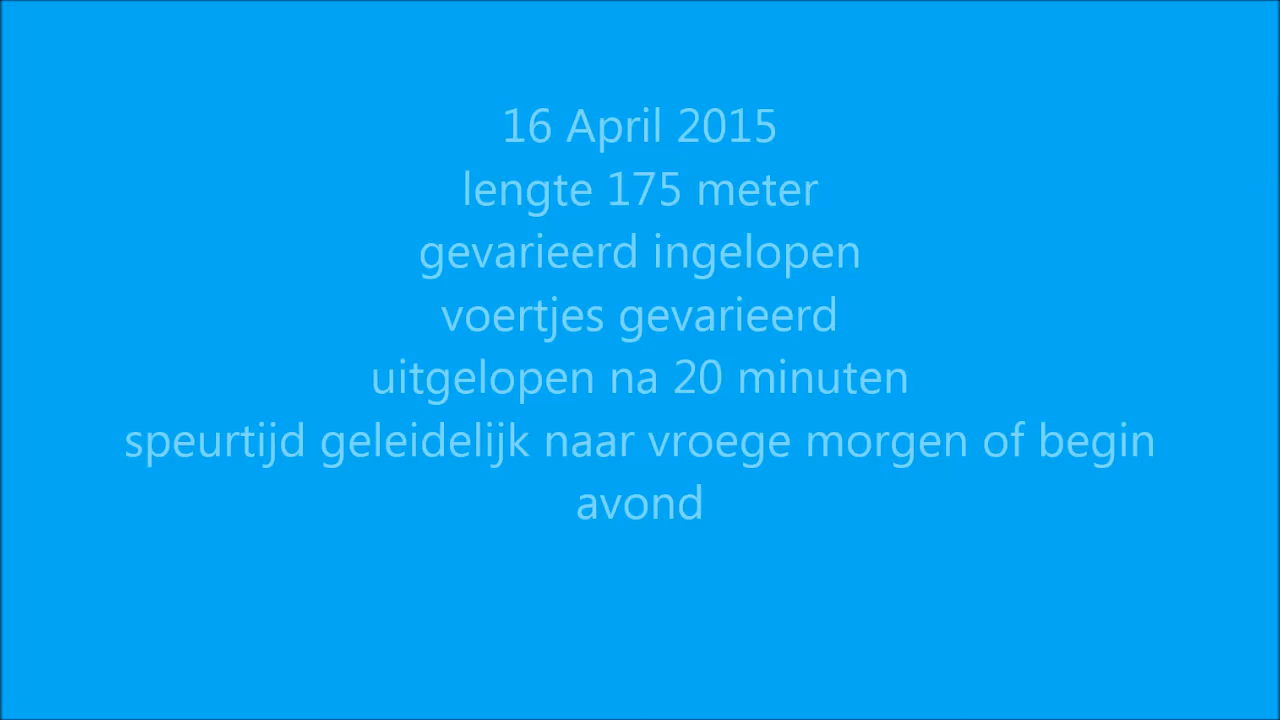 16 April 2015
lengte 175 meter
gevarieerd ingelopen
voertjes gevarieerd
uitgelopen na 20 minuten
speurtijd geleidelijk naar vroege morgen of begin
avond